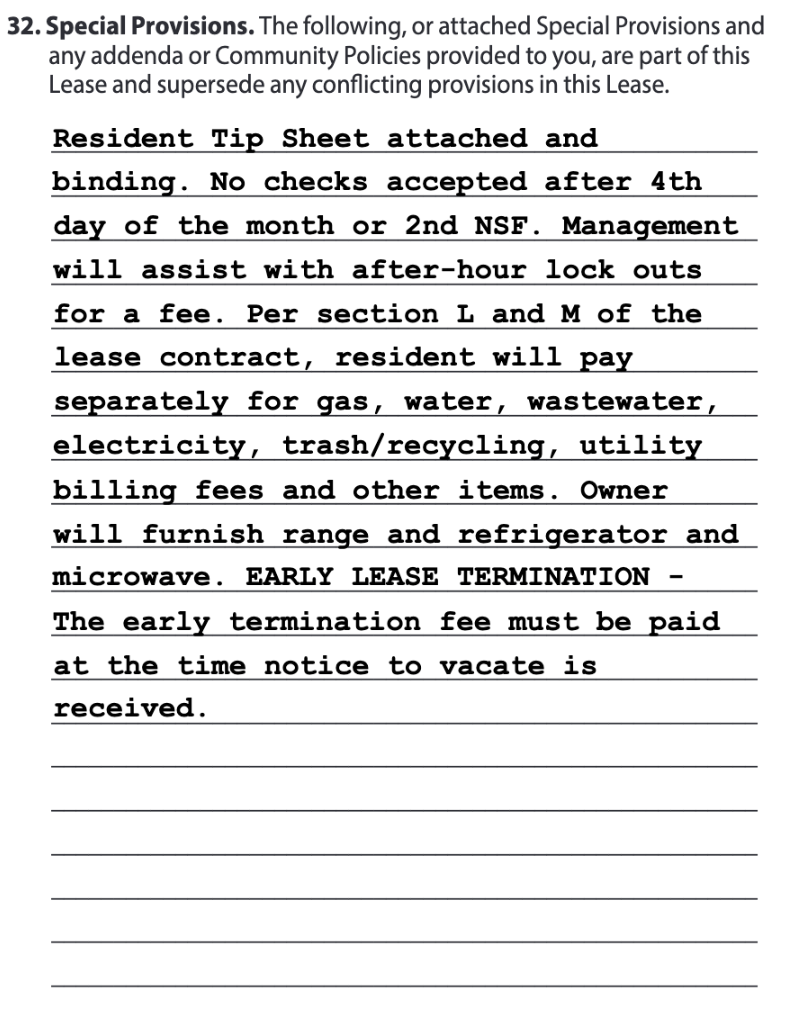 32. Special Provisions. The following, or attached Special Provisions and
any addenda or Community Policies provided to you, are part of this
Lease and supersede any conflicting provisions in this Lease.
Resident Tip Sheet attached and
binding. No checks accepted after 4th
day of the month or 2nd NSF. Management
will assist with after-hour lock outs
for a fee. Per section L and M of the
lease contract, resident will pay
separately for gas, water, wastewater,
electricity, trash/recycling, utility
billing fees and other items. Owner
will furnish range and refrigerator and
microwave. EARLY LEASE TERMINATION -
The early termination fee must be paid
at the time notice to vacate is
received.